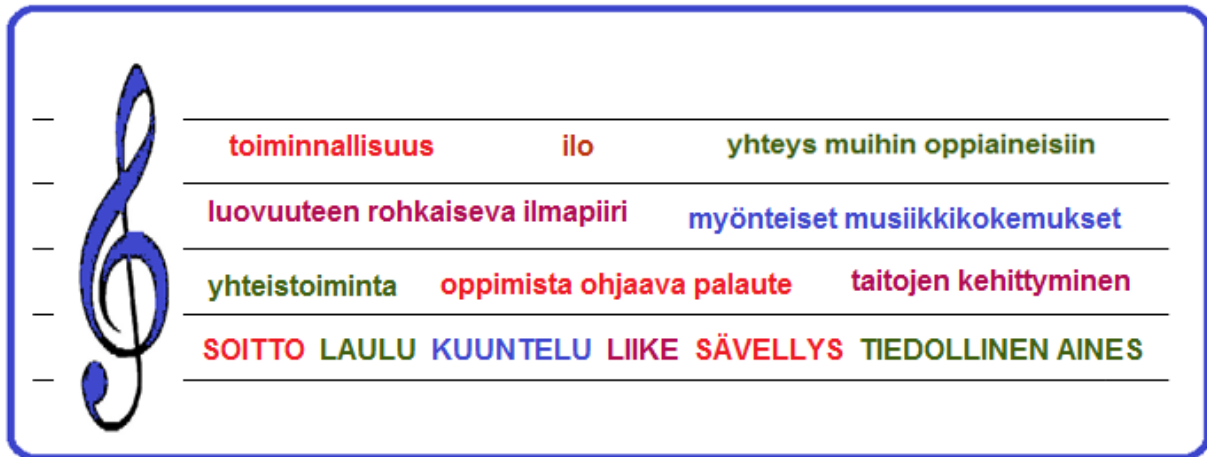 toiminnallisuus ilo yhteys muihin oppiaineisiin
luovuuteen rohkaiseva ilmapiiri myönteiset musiikkikokemukset
yhteistoiminta oppimista ohjaava palaute taitojen kehittyminen
SOITTO LAULU KUUNTELU LIIKE SÄVELLYS TIEDOLLINEN AINES